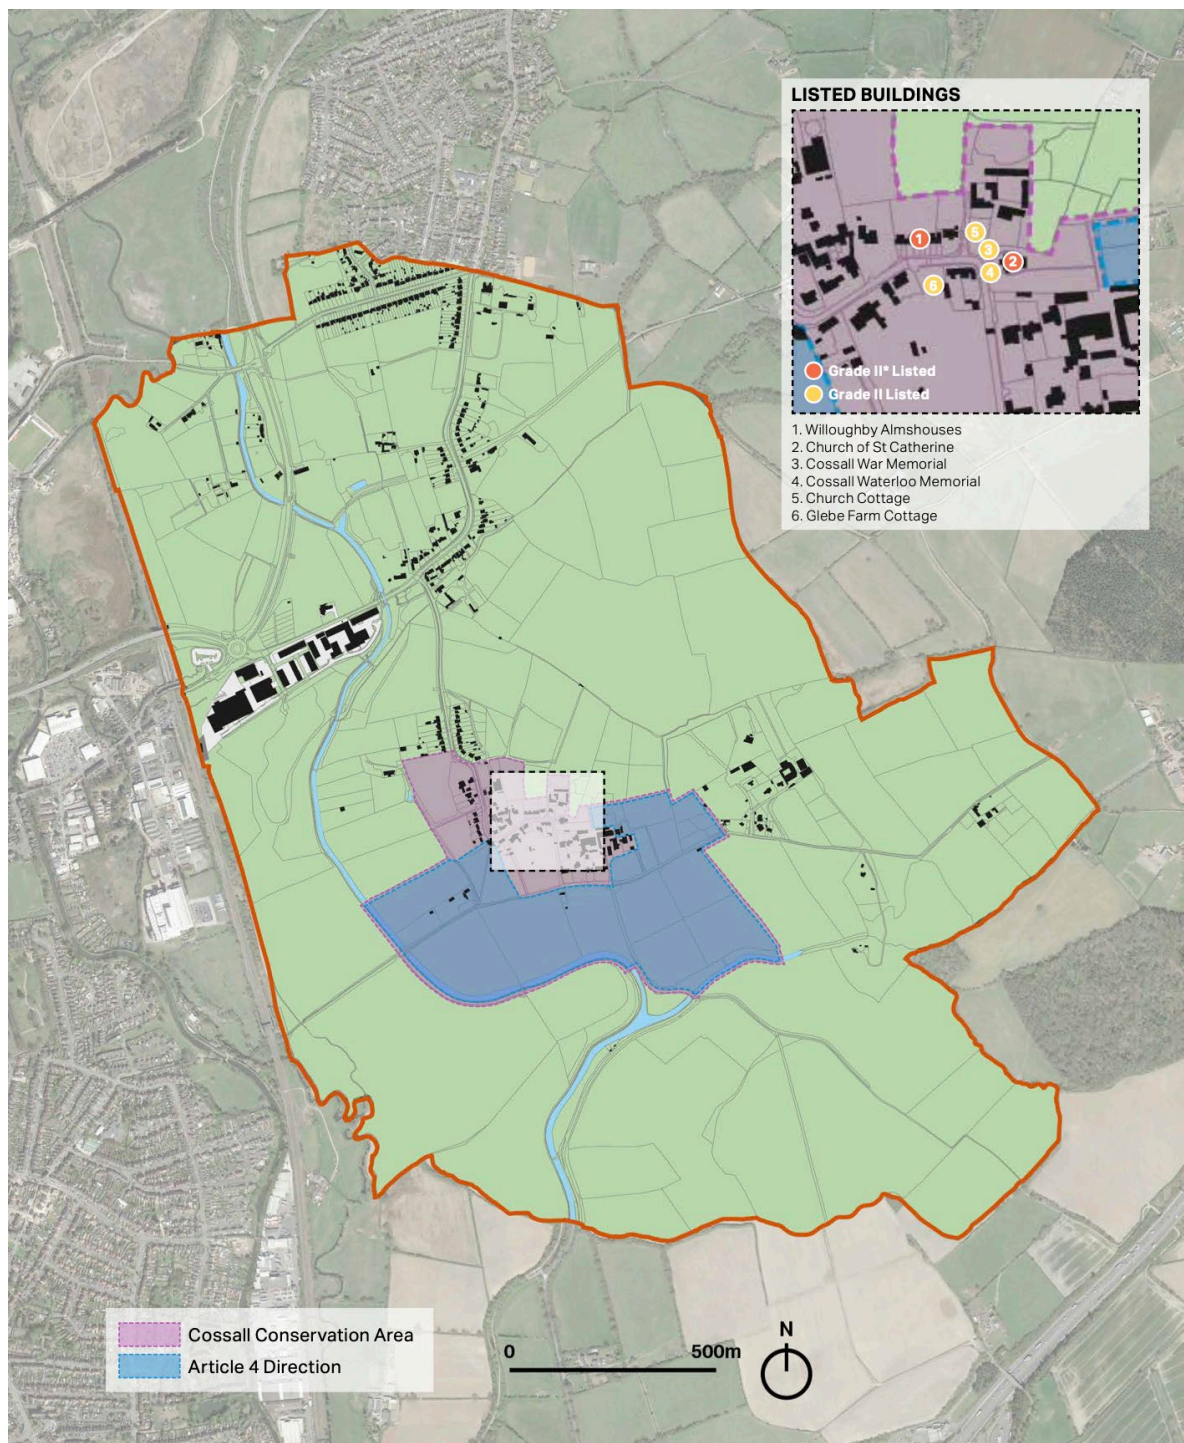 LISTED BUILDINGS
1
5
3
2
4
6
Grade II* Listed
Grade II Listed
1. Willoughby Almshouses
2. Church of St Catherine
3. Cossall War Memorial
4. Cossall Waterloo Memorial
5. Church Cottage
6. Glebe Farm Cottage
Cossall Conservation Area
Article 4 Direction
0 500m
N